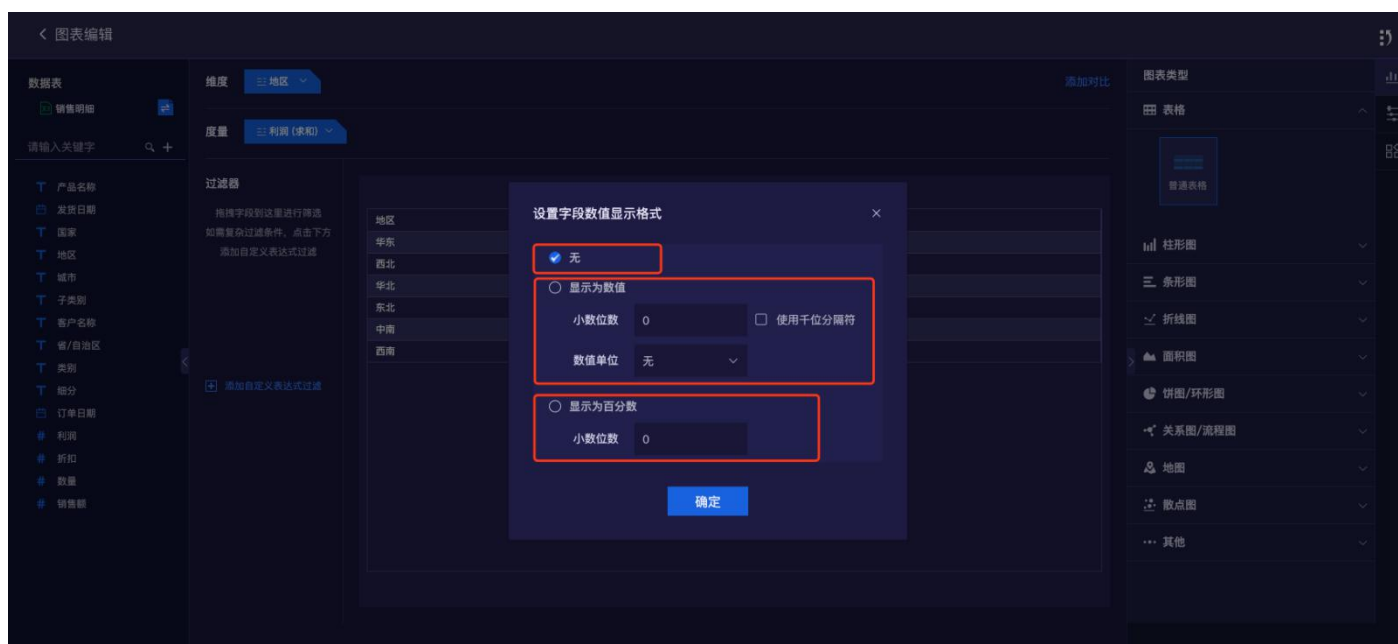 图表编辑
数据表
销售明细
请输入关键字
产品名称
发货日期
国家
地区
城市
子类别
客户名称
省/自治区
类别
细分
订单日期
利润
折扣
数量
销售额
维度
地区
添加对比
度量
利润 (求和)
过滤器
拖拽字段到这里进行筛选
如需复杂过滤条件，点击下方
添加自定义表达式过滤
添加自定义表达式过滤
地区
华东
西北
华北
东北
中南
西南
设置字段数值显示格式
无
显示为数值
小数位数 0 使用千位分隔符
数值单位 无
显示为百分数
小数位数 0
确定
图表类型
表格
普通表格
柱形图
条形图
折线图
面积图
饼图/环形图
关系图/流程图
地图
散点图
其他